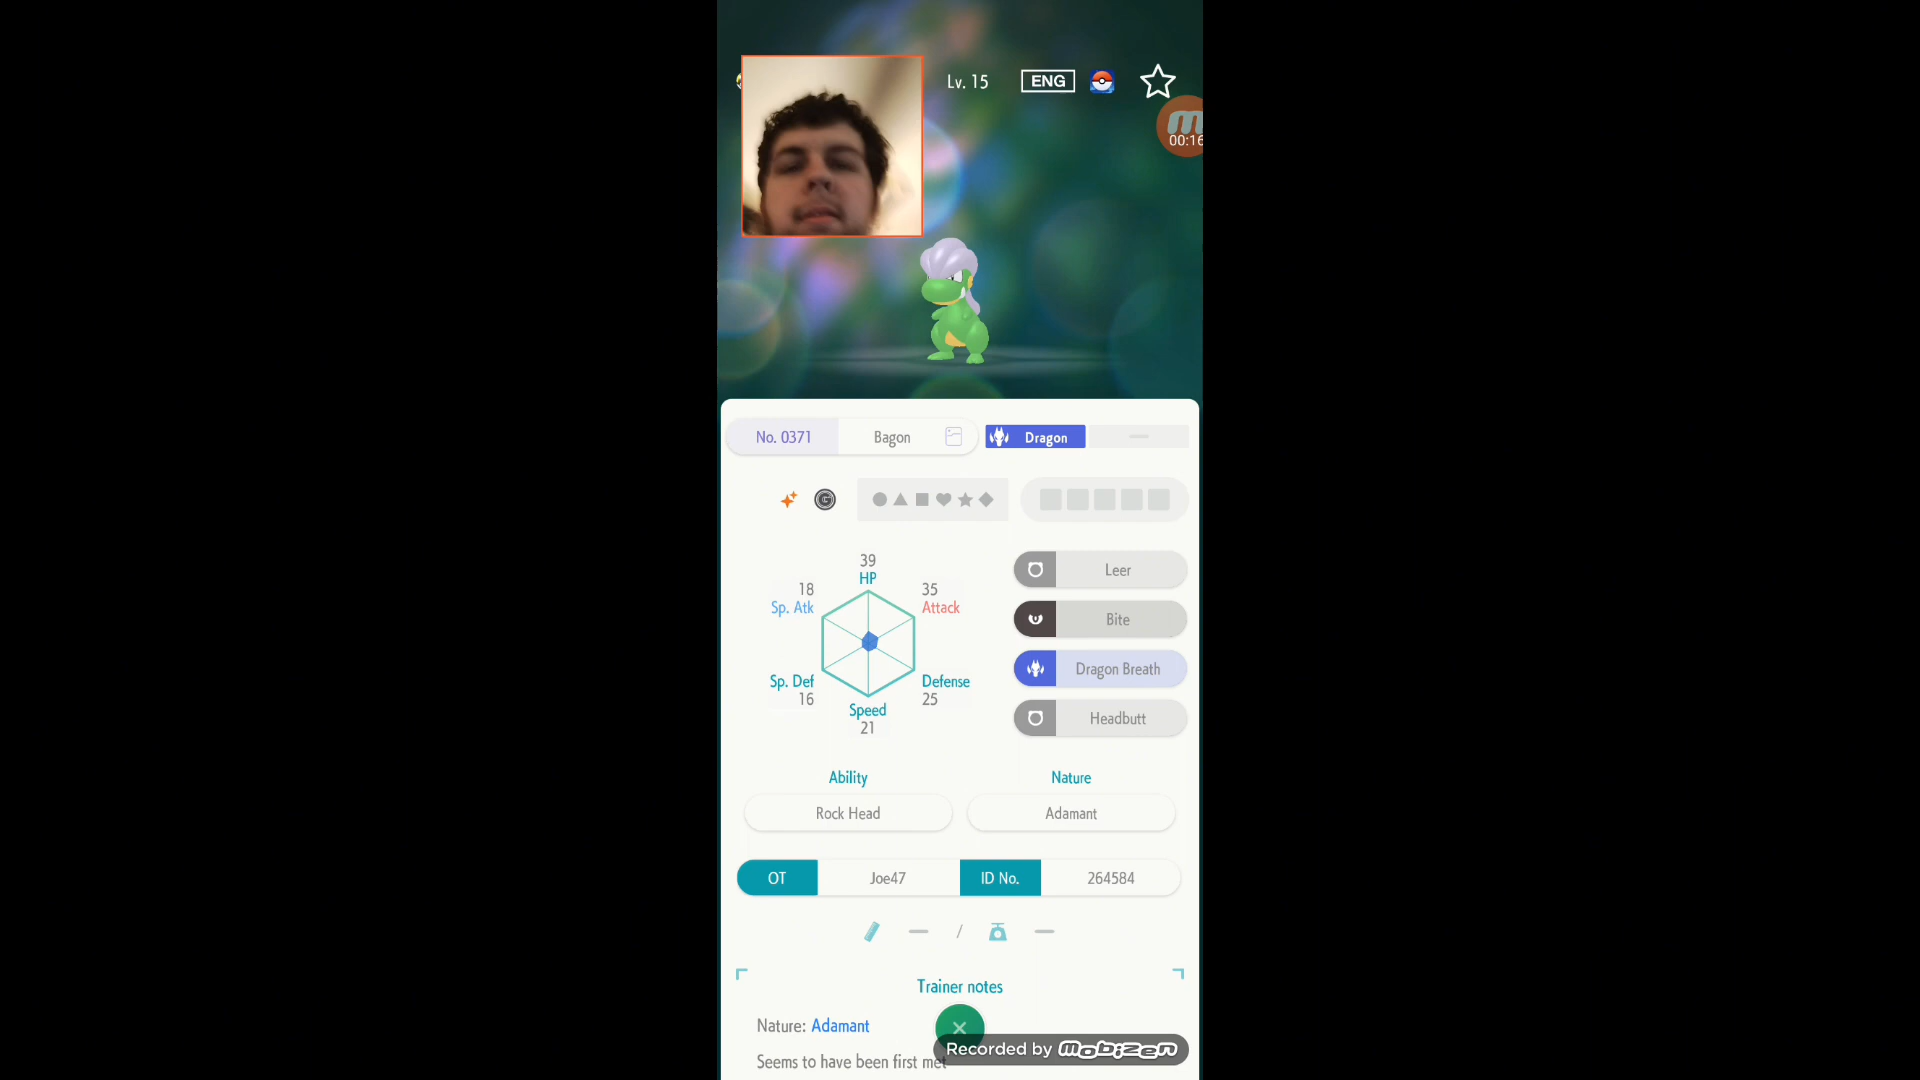 Lv. 15
ENG
00:16
No. 0371
Bagon
Dragon
39
HP
18
Sp. Atk
35
Attack
Sp. Def
16
Defense
25
Speed
21
Leer
Bite
Dragon Breath
Headbutt
Ability
Nature
Rock Head
Adamant
OT
Joe47
ID No.
264584
/
Trainer notes
Nature: Adamant
Recorded by mobizen
Seems to have been first met